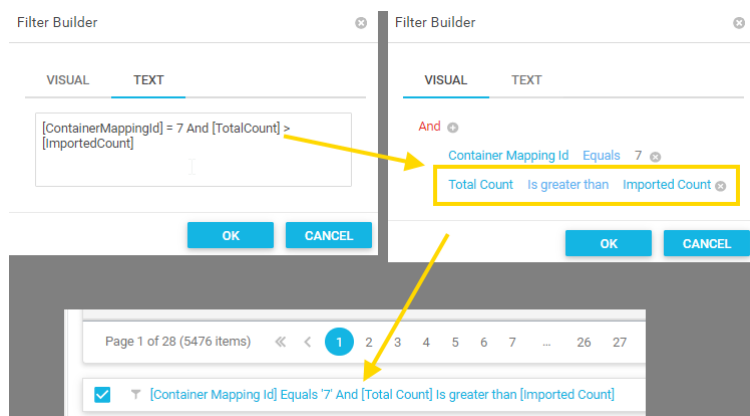 Filter Builder
VISUAL TEXT
[ContainerMappingId] = 7 And [TotalCount] >
[ImportedCount]
OK CANCEL
Filter Builder
VISUAL TEXT
And
Container Mapping Id Equals 7
Total Count Is greater than Imported Count
OK CANCEL
Page 1 of 28 (5476 items) 1 2 3 4 5 6 7 ... 26 27
[Container Mapping Id] Equals '7' And [Total Count] Is greater than [Imported Count]